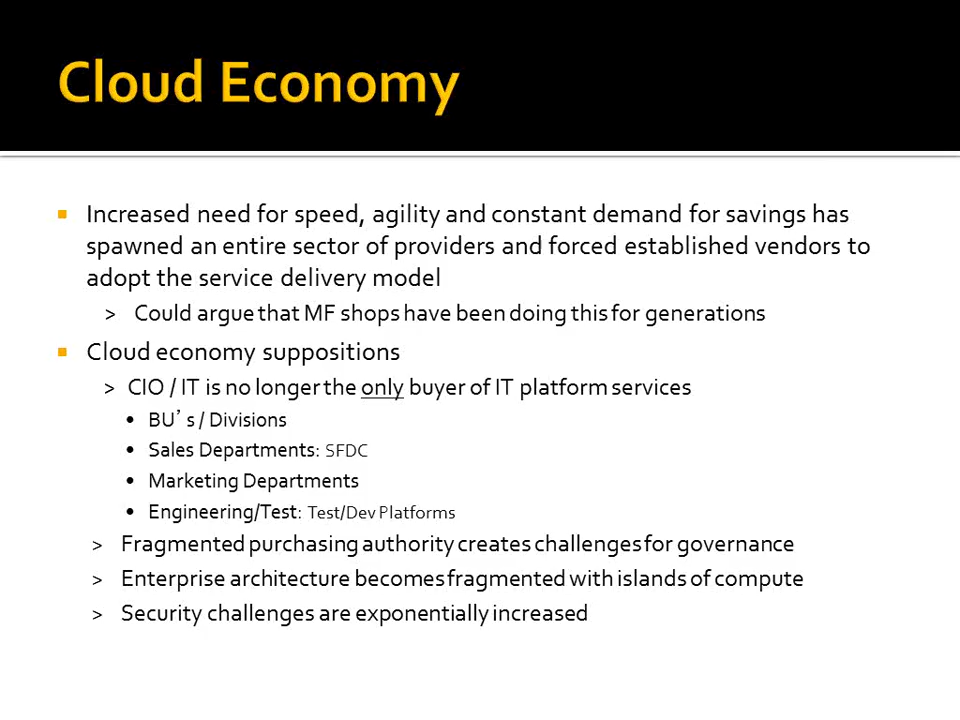 Cloud Economy
Increased need for speed, agility and constant demand for savings has
spawned an entire sector of providers and forced established vendors to
adopt the service delivery model
> Could argue that MF shops have been doing this for generations
Cloud economy suppositions
> CIO / IT is no longer the only buyer of IT platform services
• BU’ s / Divisions
• Sales Departments: SFDC
• Marketing Departments
• Engineering/Test: Test/Dev Platforms
> Fragmented purchasing authority creates challenges for governance
> Enterprise architecture becomes fragmented with islands of compute
> Security challenges are exponentially increased